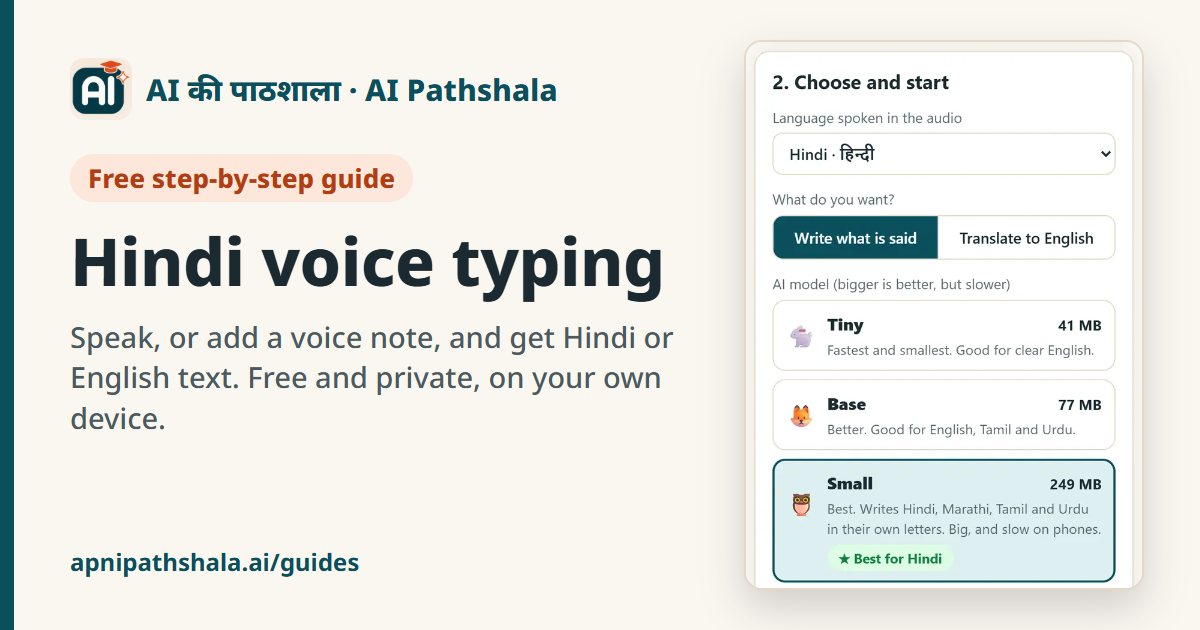 AI
AI की पाठशाला · AI Pathshala
Free step-by-step guide
Hindi voice typing
Speak, or add a voice note, and get Hindi or
English text. Free and private, on your own
device.
apnipathshala.ai/guides
2. Choose and start
Language spoken in the audio
Hindi · हिन्दी
What do you want?
Write what is said
Translate to English
AI model (bigger is better, but slower)
Tiny 41 MB
Fastest and smallest. Good for clear English.
Base 77 MB
Better. Good for English, Tamil and Urdu.
Small 249 MB
Best. Writes Hindi, Marathi, Tamil and Urdu
in their own letters. Big, and slow on phones.
★ Best for Hindi